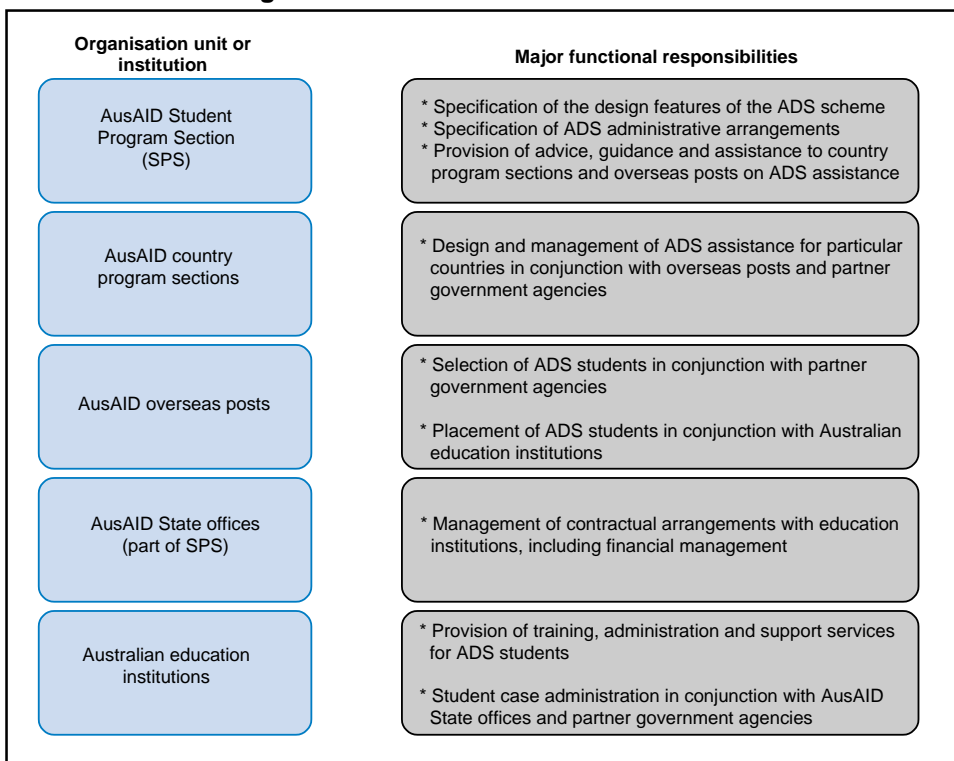 Organisation unit or
institution
Major functional responsibilities
AusAID Student
Program Section
(SPS)
* Specification of the design features of the ADS scheme
* Specification of ADS administrative arrangements
* Provision of advice, guidance and assistance to country
program sections and overseas posts on ADS assistance
AusAID country
program sections
* Design and management of ADS assistance for particular
countries in conjunction with overseas posts and partner
government agencies
AusAID overseas posts
* Selection of ADS students in conjunction with partner
government agencies
* Placement of ADS students in conjunction with Australian
education institutions
AusAID State offices
(part of SPS)
* Management of contractual arrangements with education
institutions, including financial management
Australian education
institutions
* Provision of training, administration and support services
for ADS students
* Student case administration in conjunction with AusAID
State offices and partner government agencies